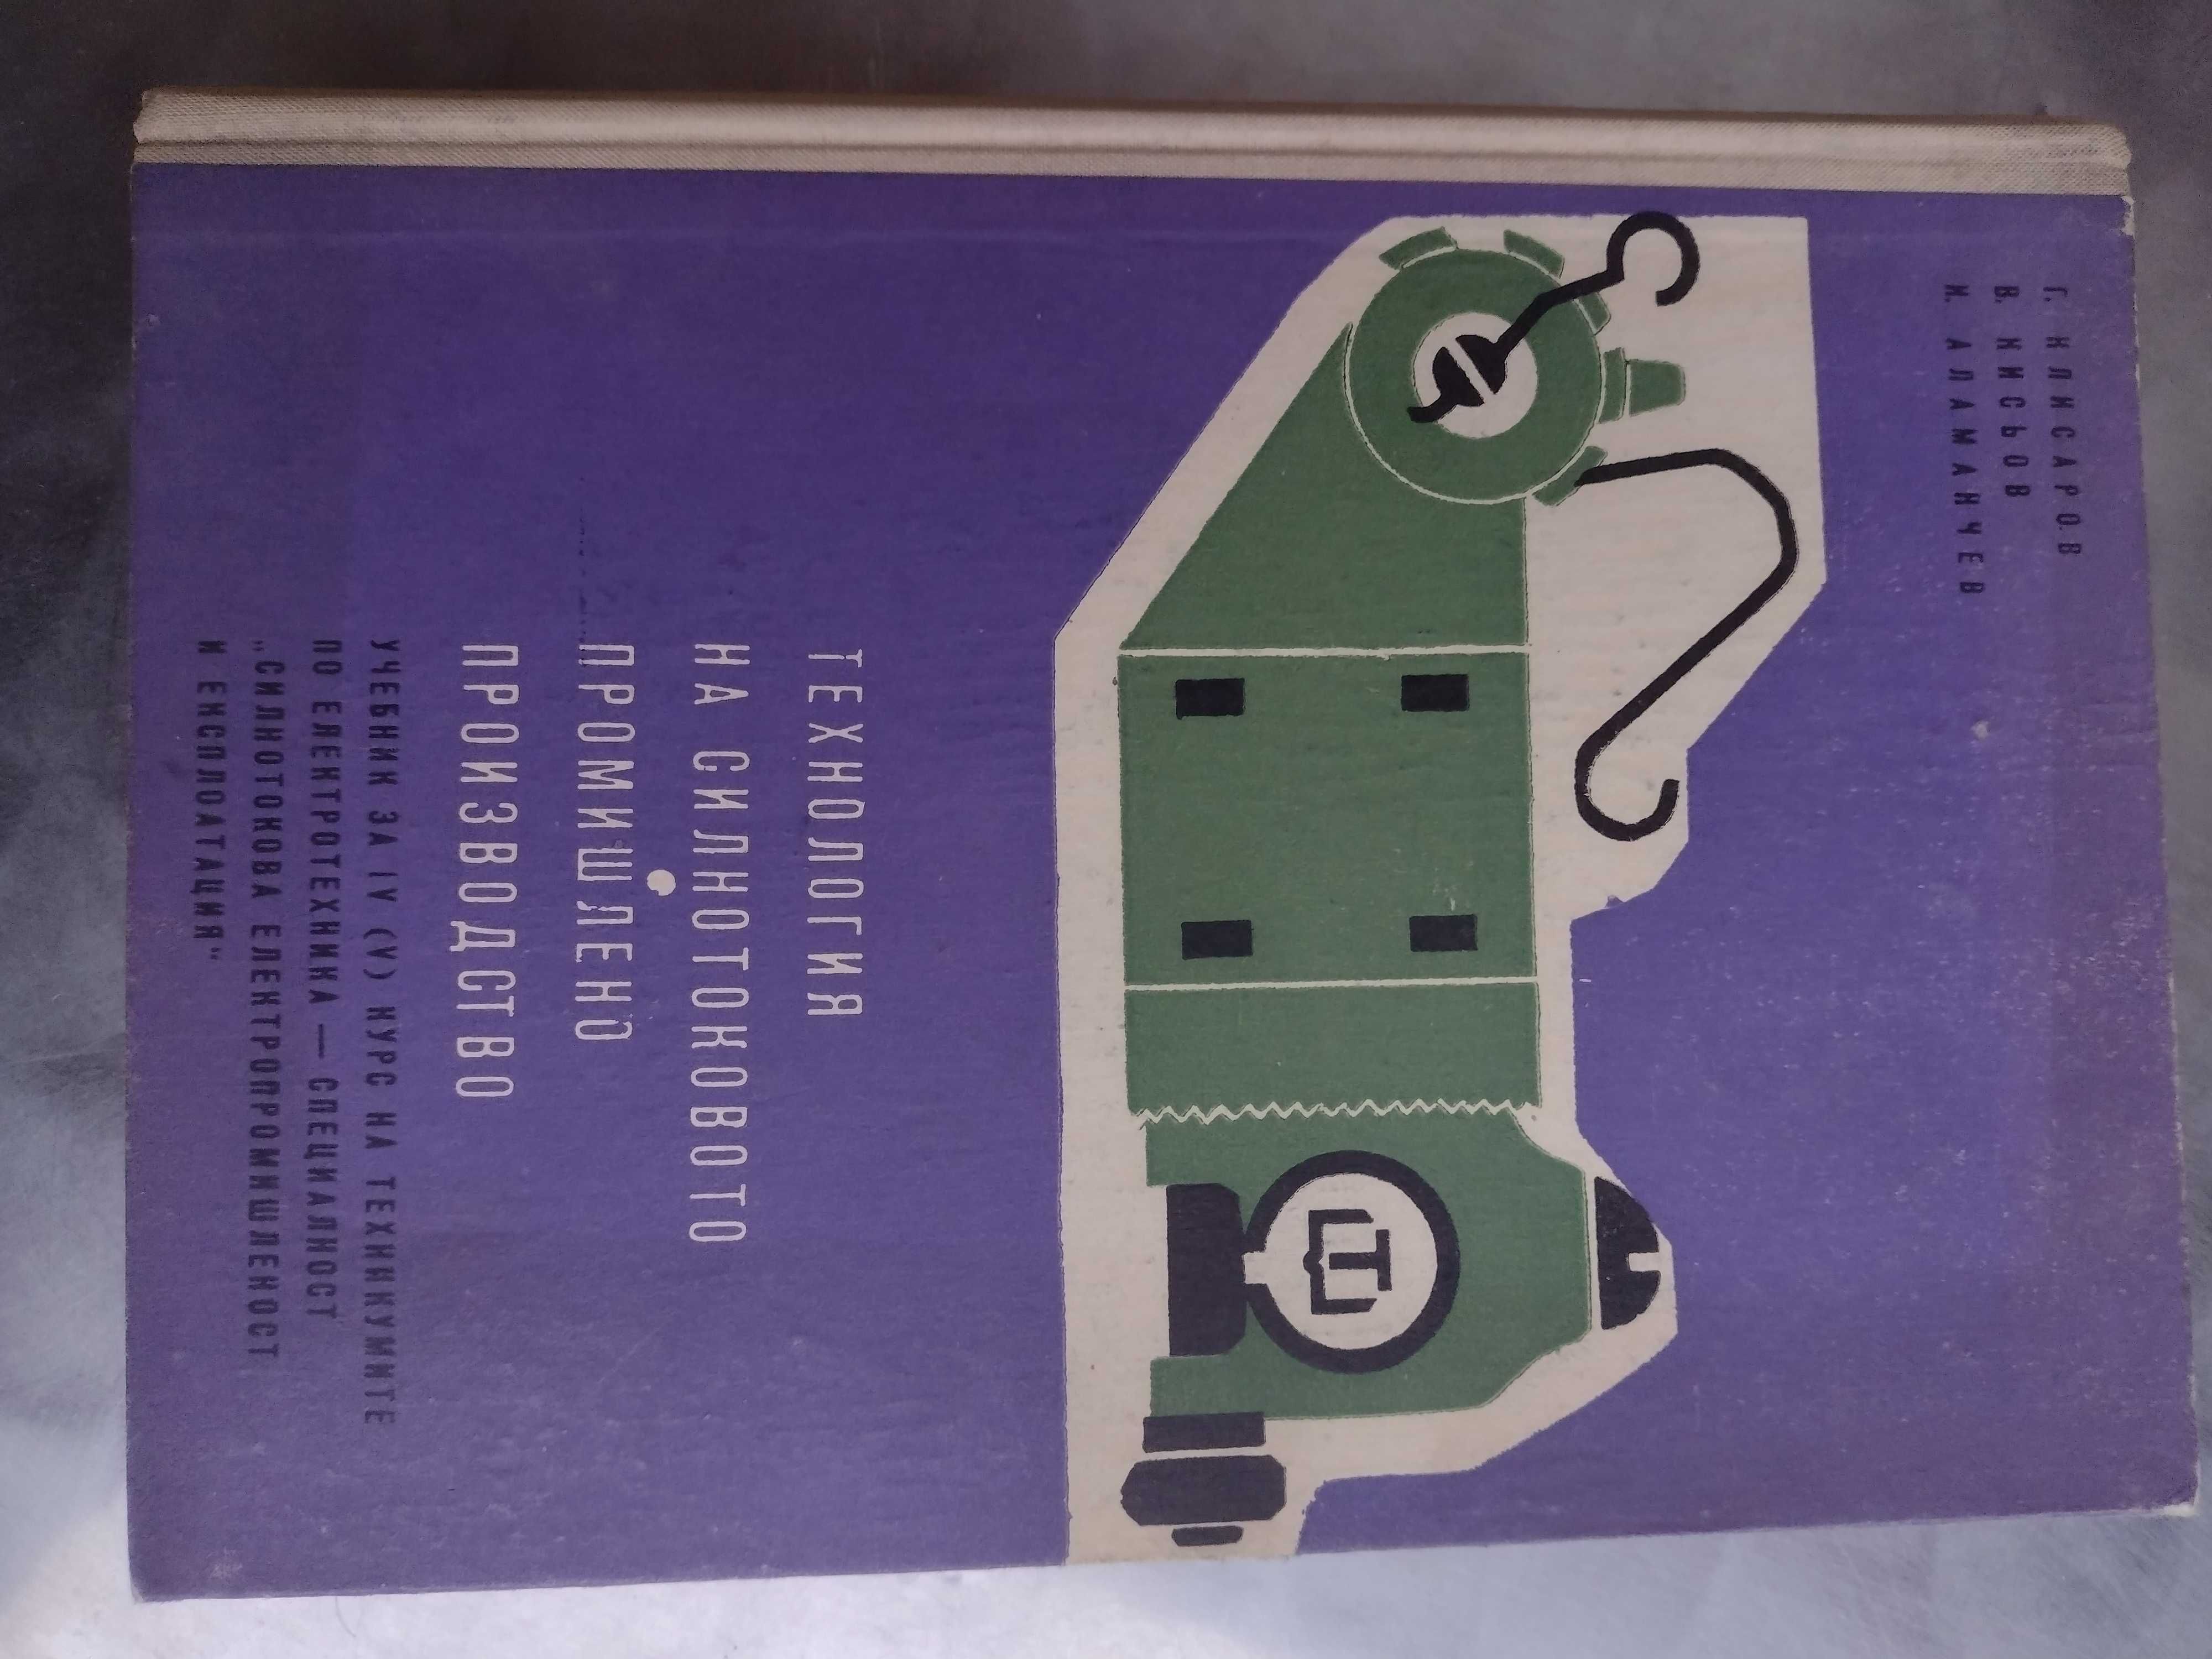 Г. КЛИСАРОВ
В. КИСЬОВ
И. АЛАМАНЧЕВ
ТЕХНОЛОГИЯ
НА СИЛНОТОКОВОТО
ПРОМИШЛЕНО
ПРОИЗВОДСТВО
УЧЕБНИК ЗА IV (V) КУРС НА ТЕХНИКУМИТЕ
ПО ЕЛЕКТРОТЕХНИКА — СПЕЦИАЛНОСТ
„СИЛНОТОКОВА ЕЛЕКТРОПРОМИШЛЕНОСТ
И ЕКСПЛОАТАЦИЯ“